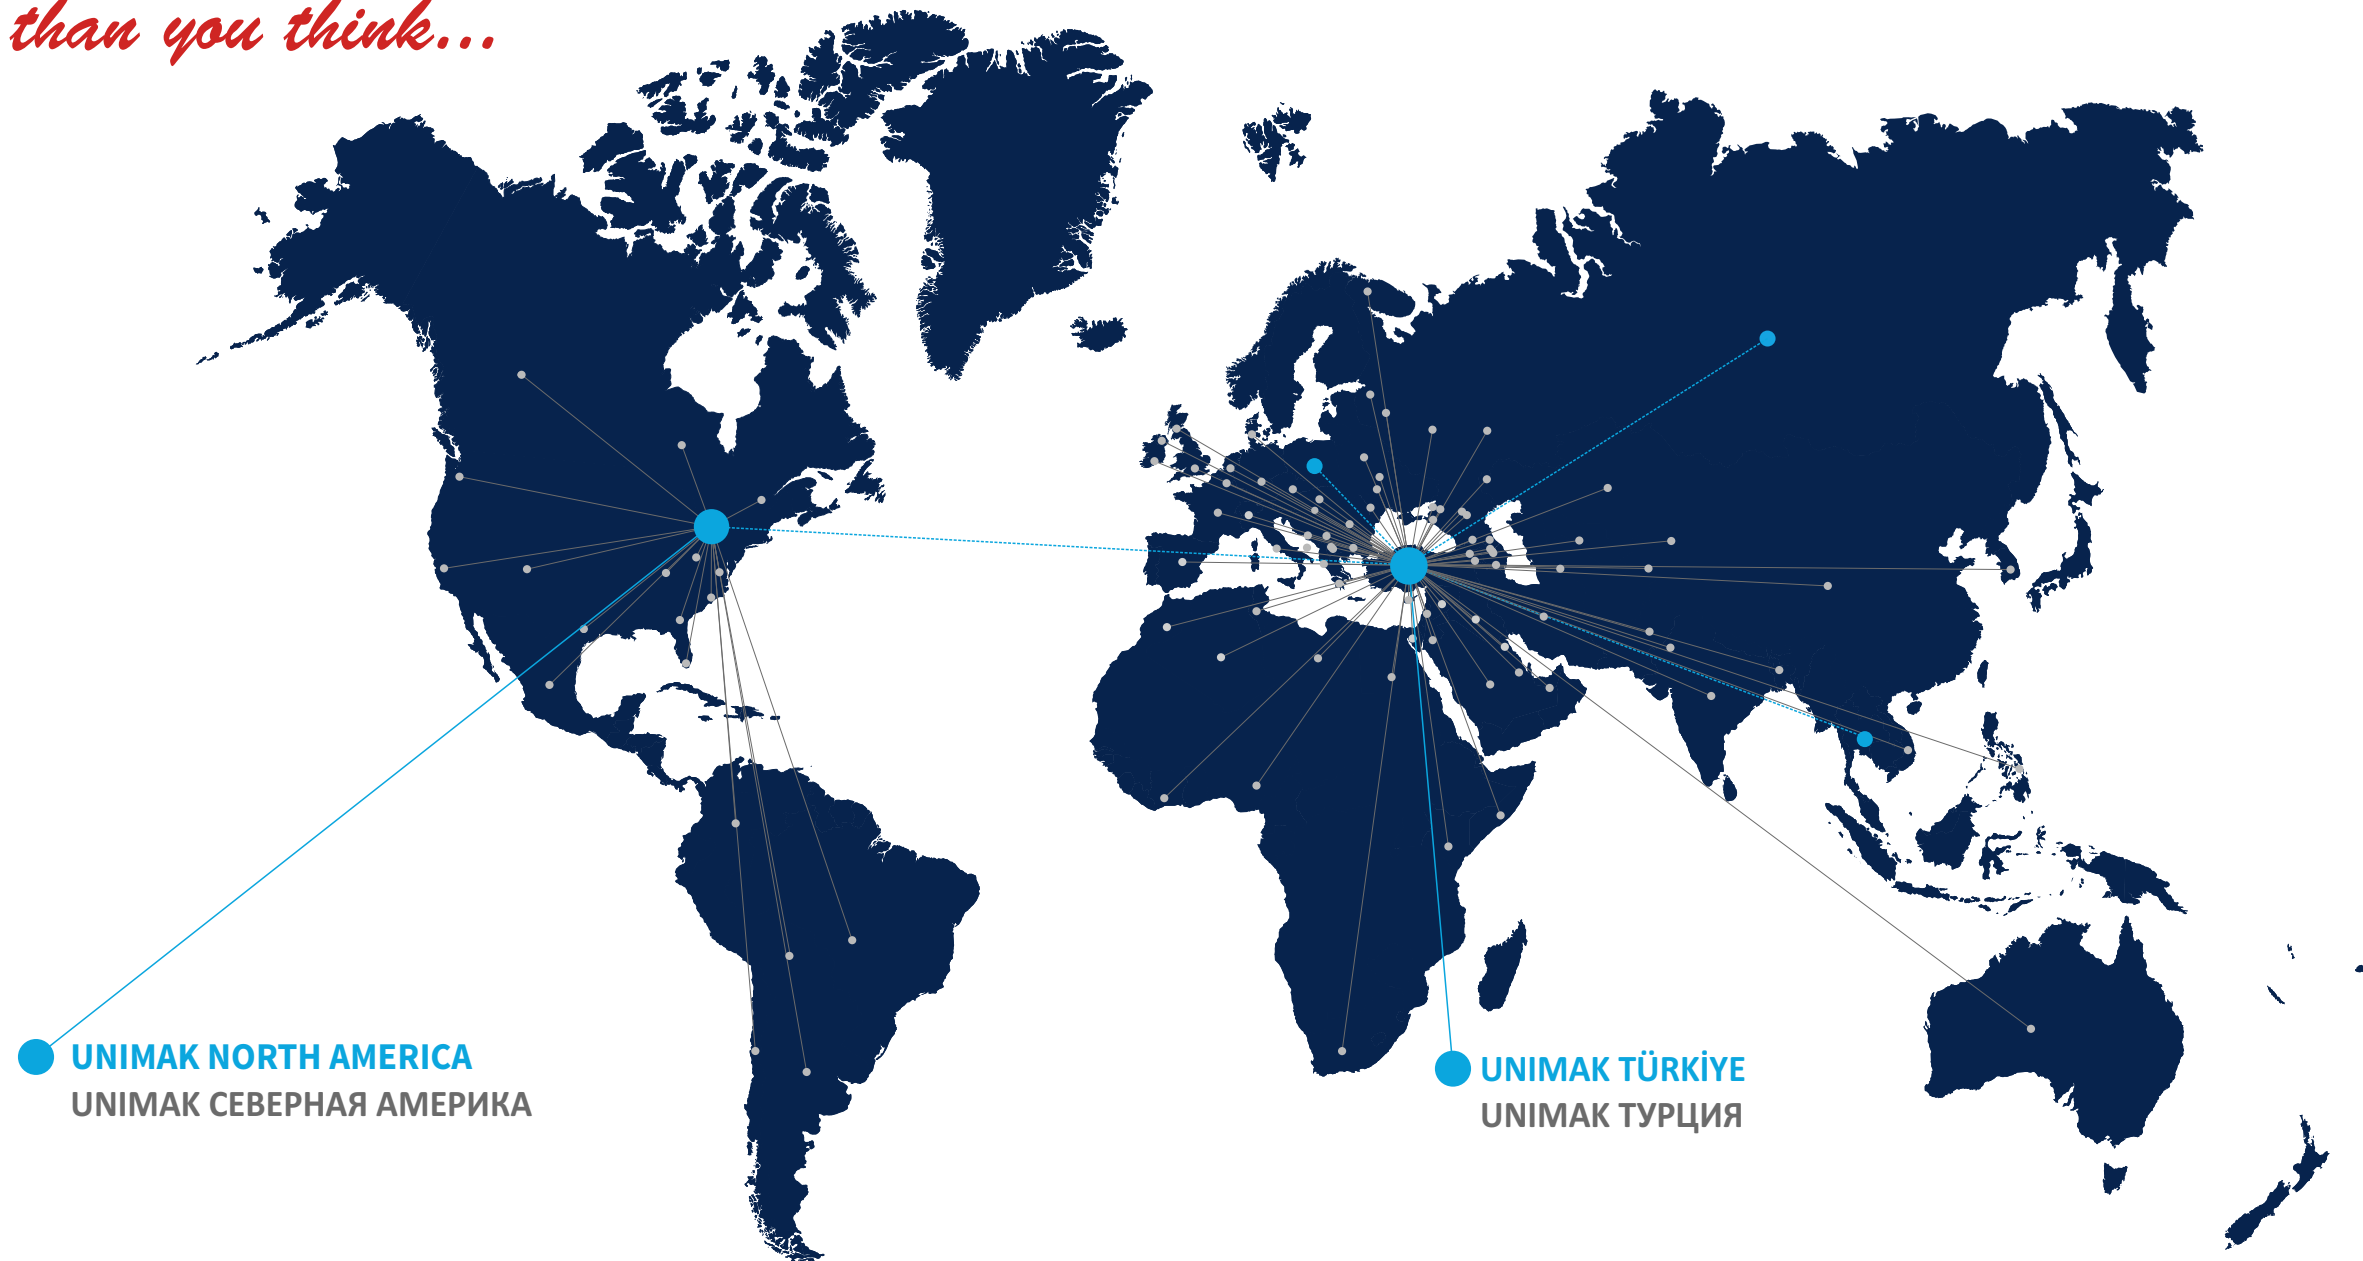 than you think...
UNIMAK NORTH AMERICA
UNIMAK СЕВЕРНАЯ АМЕРИКА
UNIMAK TÜRKİYE
UNIMAK ТУРЦИЯ